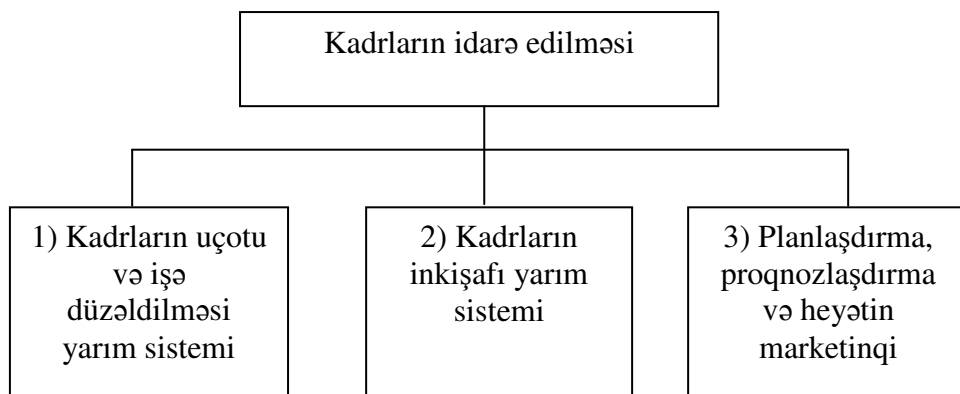 Kadrların idarə edilməsi
1) Kadrların uçotu
və işə
düzəldilməsi
yarım sistemi
2) Kadrların
inkişafı yarım
sistemi
3) Planlaşdırma,
proqnozlaşdırma
və heyətin
marketinqi